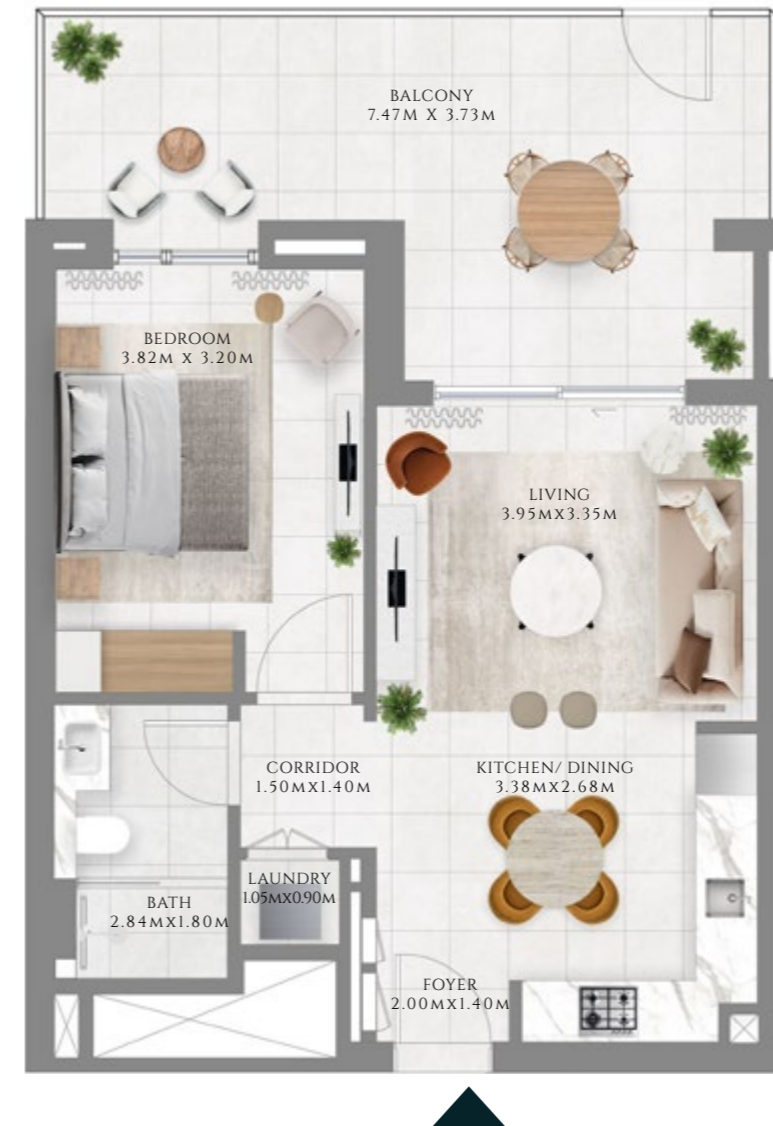 BALCONY
7.47M X 3.73M
BEDROOM
3.82M X 3.20M
LIVING
3.95MX3.35M
CORRIDOR
1.50MX1.40M
KITCHEN/ DINING
3.38MX2.68M
LAUNDRY
1.05MX0.90M
BATH
2.84MX1.80M
FOYER
2.00MX1.40M